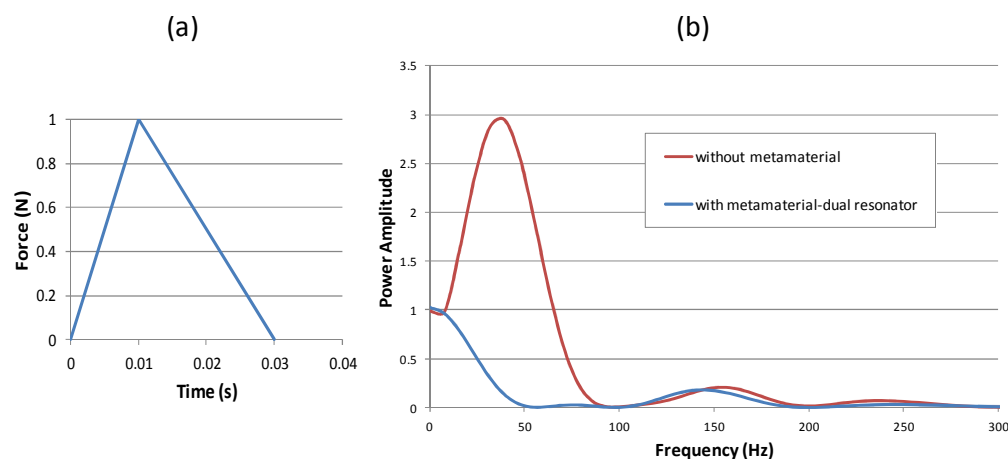 (a)
Force (N)
1
0.8
0.6
0.4
0.2
0
0 0.01 0.02 0.03 0.04
Time (s)
(b)
Power Amplitude
3.5
3
2.5
2
1.5
1
0.5
0
0 50 100 150 200 250 300
Frequency (Hz)
without metamaterial
with metamaterial-dual resonator